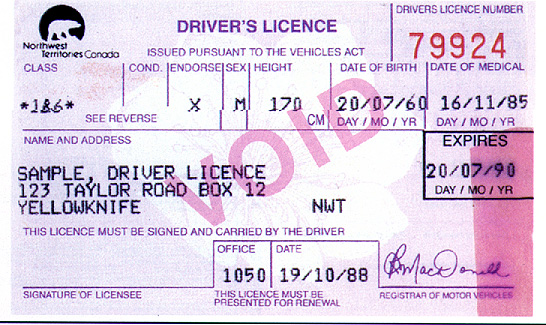 DRIVER'S LICENCE
DRIVERS LICENCE NUMBER
79924
Northwest
Territories Canada
ISSUED PURSUANT TO THE VEHICLES ACT
CLASS COND. ENDORSE SEX HEIGHT DATE OF BIRTH DATE OF MEDICAL
*1&6* X M 170 20/07/60 16/11/85
SEE REVERSE CM DAY / MO / YR DAY / MO / YR
VOID
NAME AND ADDRESS
EXPIRES
20/07/90
DAY / MO / YR
SAMPLE, DRIVER LICENCE
123 TAYLOR ROAD BOX 12
YELLOWKNIFE NWT
THIS LICENCE MUST BE SIGNED AND CARRIED BY THE DRIVER
OFFICE DATE
1050 19/10/88
SIGNATURE OF LICENSEE
THIS LICENCE MUST BE
PRESENTED FOR RENEWAL
REGISTRAR OF MOTOR VEHICLES